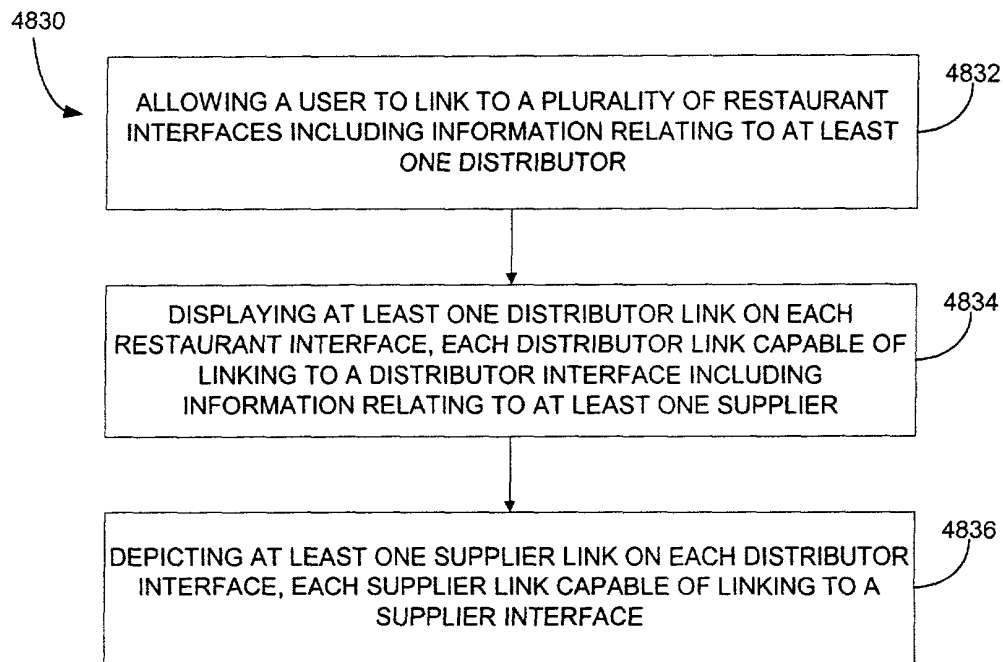 4830
4832
ALLOWING A USER TO LINK TO A PLURALITY OF RESTAURANT
INTERFACES INCLUDING INFORMATION RELATING TO AT LEAST
ONE DISTRIBUTOR
4834
DISPLAYING AT LEAST ONE DISTRIBUTOR LINK ON EACH
RESTAURANT INTERFACE, EACH DISTRIBUTOR LINK CAPABLE OF
LINKING TO A DISTRIBUTOR INTERFACE INCLUDING
INFORMATION RELATING TO AT LEAST ONE SUPPLIER
4836
DEPICTING AT LEAST ONE SUPPLIER LINK ON EACH DISTRIBUTOR
INTERFACE, EACH SUPPLIER LINK CAPABLE OF LINKING TO A
SUPPLIER INTERFACE